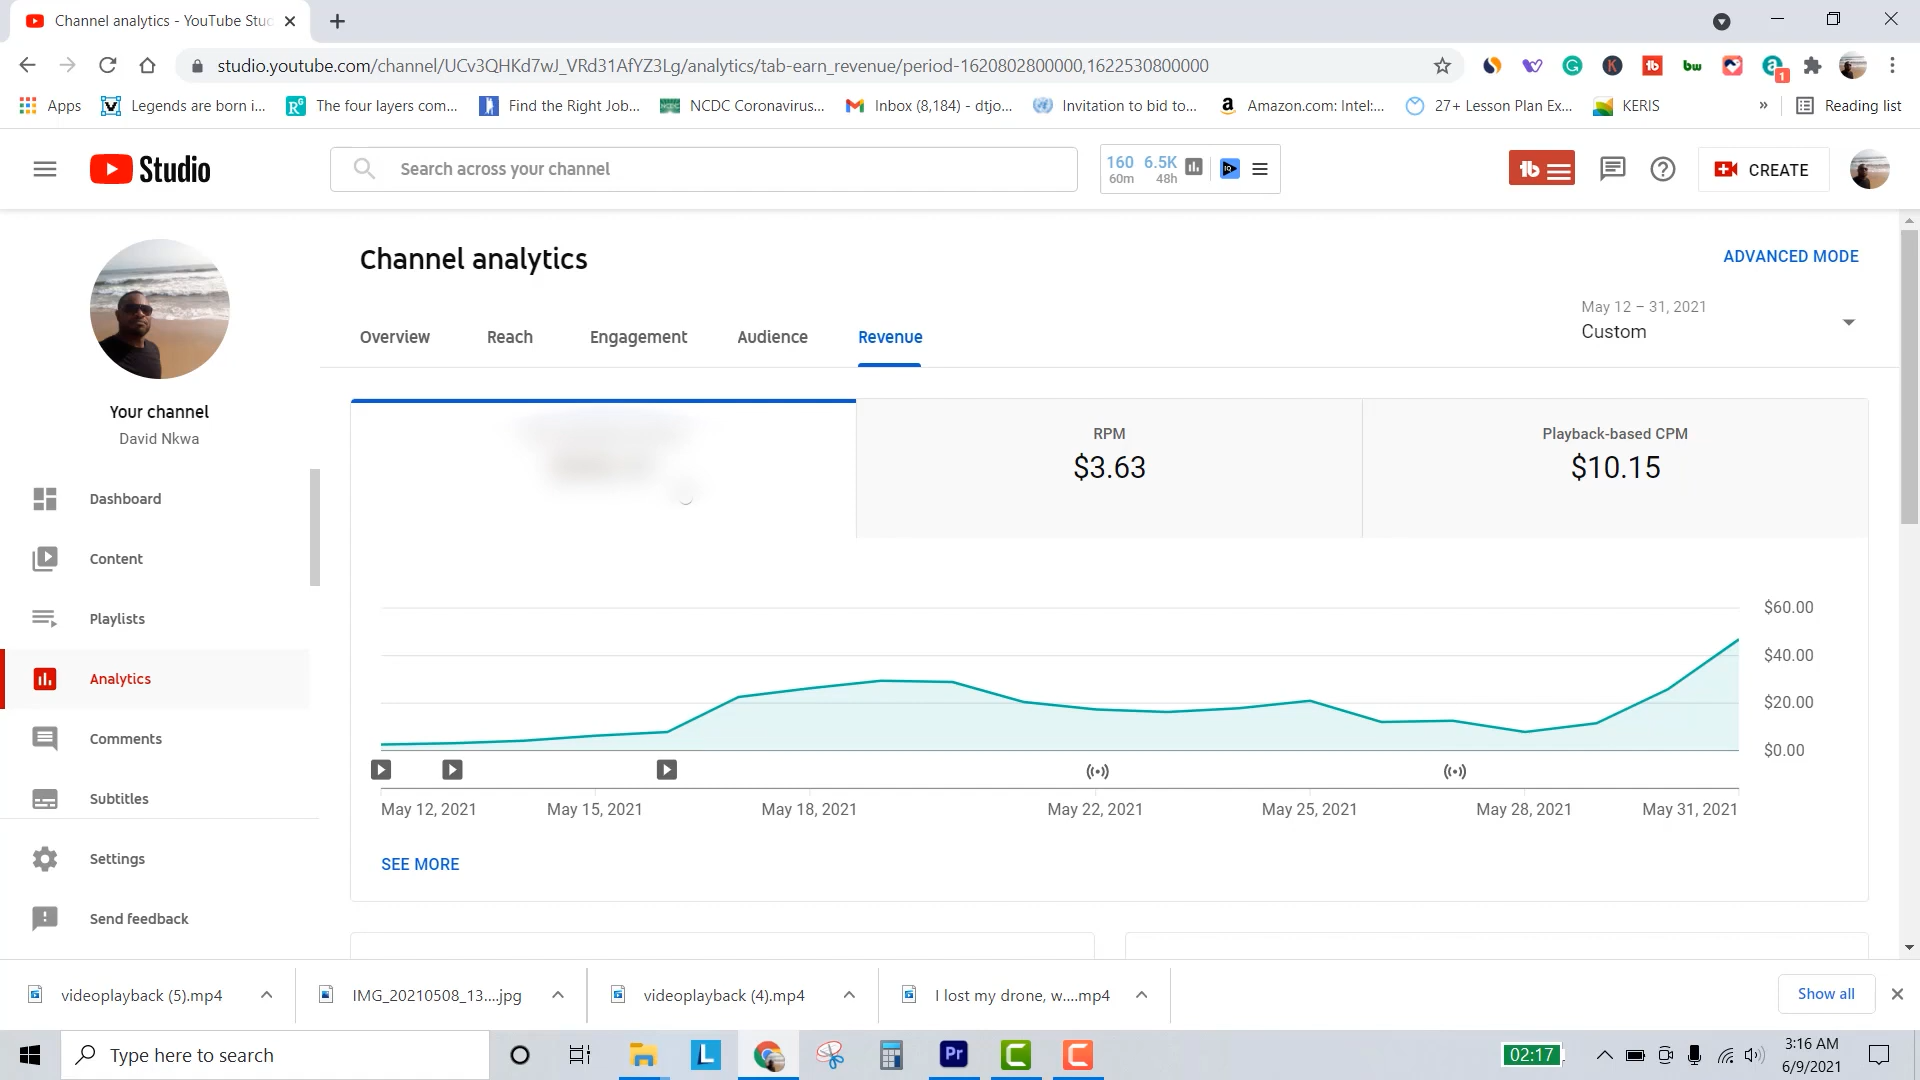 Channel analytics - YouTube Stud
studio.youtube.com/channel/UCv3QHKd7wJ_VRd31AfYZ3Lg/analytics/tab-earn_revenue/period-1620802800000,1622530800000
Apps
Legends are born i...
The four layers com...
Find the Right Job...
NCDC Coronavirus...
Inbox (8,184) - dtjo...
Invitation to bid to...
Amazon.com: Intel:...
27+ Lesson Plan Ex...
KERIS
»
Reading list
Studio
Search across your channel
160 6.5K
60m 48h
CREATE
Channel analytics
ADVANCED MODE
Overview
Reach
Engagement
Audience
Revenue
May 12 – 31, 2021
Custom
Your channel
David Nkwa
Dashboard
Content
Playlists
Analytics
Comments
Subtitles
Settings
Send feedback
RPM
$3.63
Playback-based CPM
$10.15
$60.00
$40.00
$20.00
$0.00
May 12, 2021
May 15, 2021
May 18, 2021
May 22, 2021
May 25, 2021
May 28, 2021
May 31, 2021
SEE MORE
videoplayback (5).mp4
IMG_20210508_13....jpg
videoplayback (4).mp4
I lost my drone, w....mp4
Show all
Type here to search
L
Pr
02:17
3:16 AM
6/9/2021